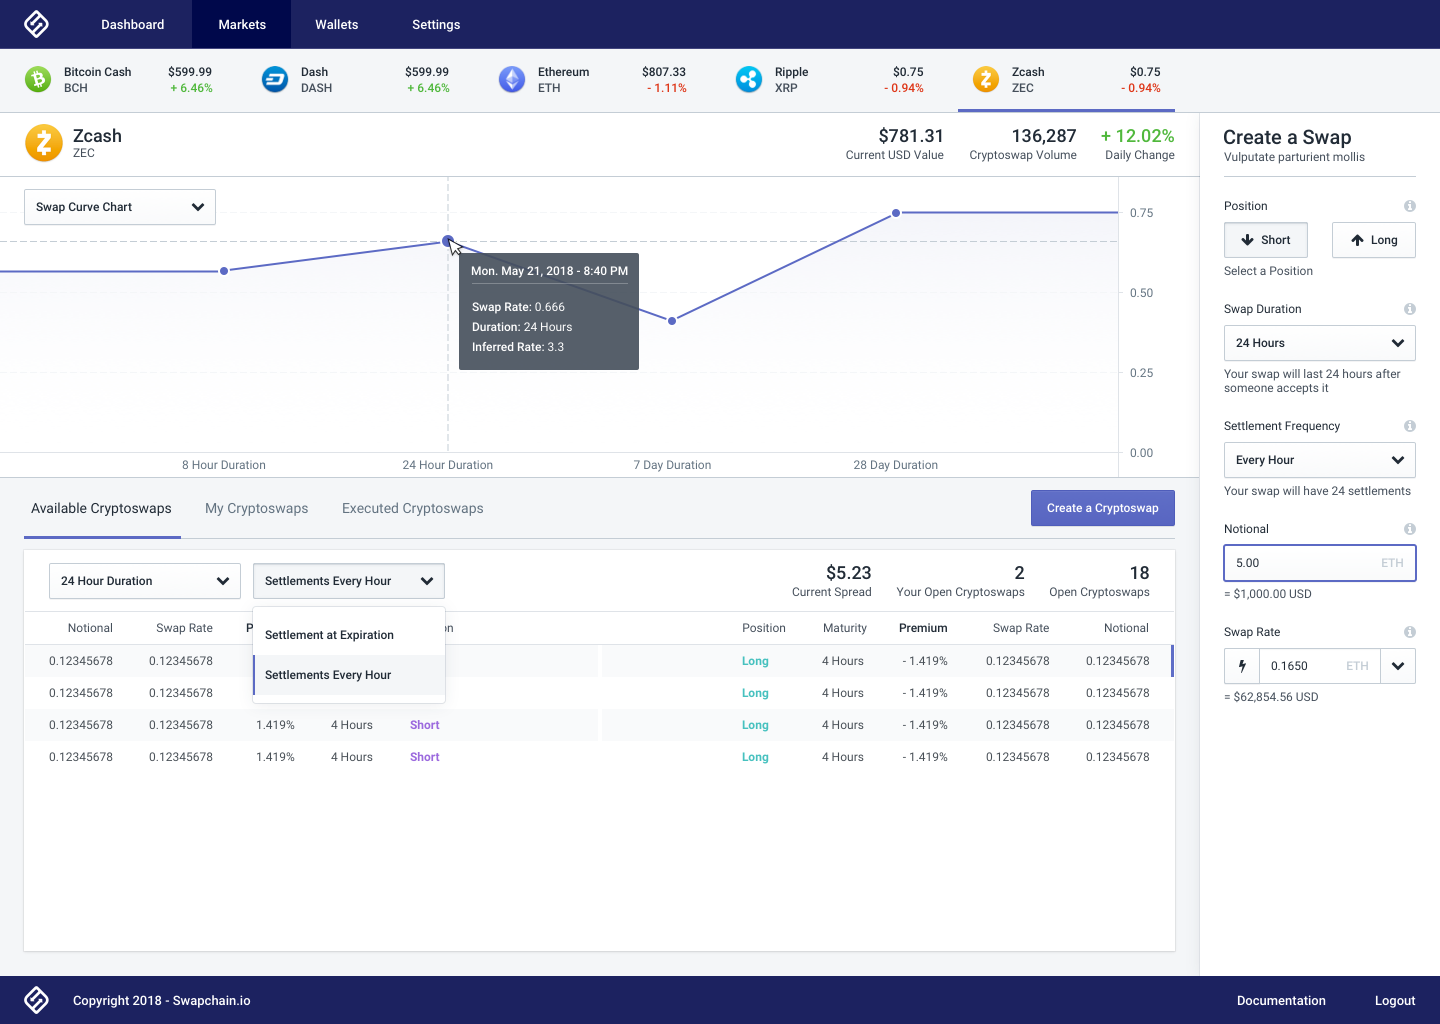 Dashboard Markets Wallets Settings
Bitcoin Cash $599.99 Dash $599.99 Ethereum $807.33 Ripple $0.75 Zcash $0.75
BCH + 6.46% DASH + 6.46% ETH - 1.11% XRP - 0.94% ZEC - 0.94%
Zcash
ZEC
$781.31 136,287 + 12.02%
Current USD Value Cryptoswap Volume Daily Change
Swap Curve Chart
0.75
0.50
0.25
0.00
Mon. May 21, 2018 - 8:40 PM
Swap Rate: 0.666
Duration: 24 Hours
Inferred Rate: 3.3
8 Hour Duration 24 Hour Duration 7 Day Duration 28 Day Duration
Available Cryptoswaps My Cryptoswaps Executed Cryptoswaps Create a Cryptoswap
24 Hour Duration Settlements Every Hour
$5.23 2 18
Current Spread Your Open Cryptoswaps Open Cryptoswaps
Settlement at Expiration
Settlements Every Hour
Notional Swap Rate Position Maturity Premium Swap Rate Notional
0.12345678 0.12345678 Long 4 Hours - 1.419% 0.12345678 0.12345678
0.12345678 0.12345678 Long 4 Hours - 1.419% 0.12345678 0.12345678
0.12345678 0.12345678 1.419% 4 Hours Short Long 4 Hours - 1.419% 0.12345678 0.12345678
0.12345678 0.12345678 1.419% 4 Hours Short Long 4 Hours - 1.419% 0.12345678 0.12345678
Create a Swap
Vulputate parturient mollis
Position
Short Long
Select a Position
Swap Duration
24 Hours
Your swap will last 24 hours after
someone accepts it
Settlement Frequency
Every Hour
Your swap will have 24 settlements
Notional
5.00 ETH
= $1,000.00 USD
Swap Rate
0.1650 ETH
= $62,854.56 USD
Copyright 2018 - Swapchain.io Documentation Logout